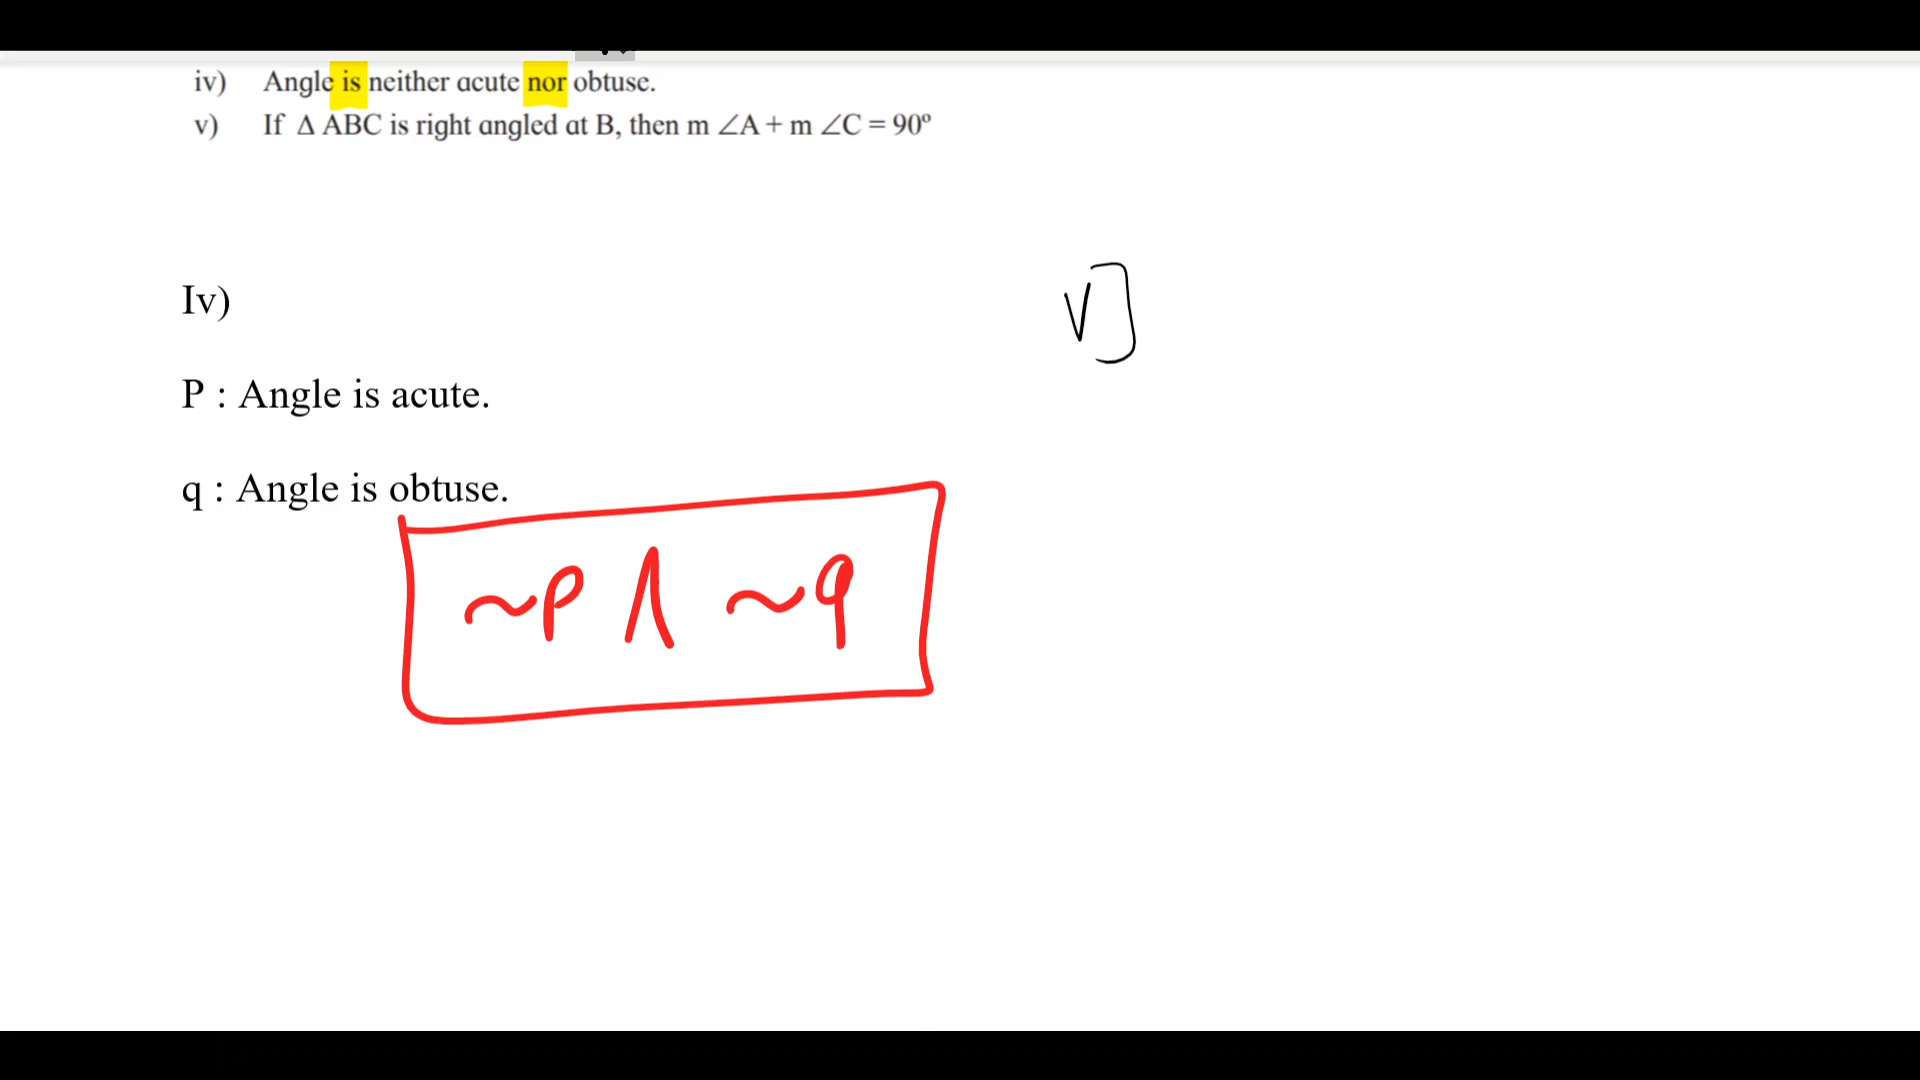 iv) Angle is neither acute nor obtuse.
v) If Δ ABC is right angled at B, then m ∠A + m ∠C = 90º
Iv)
V]
P : Angle is acute.
q : Angle is obtuse.
~p ∧ ~q